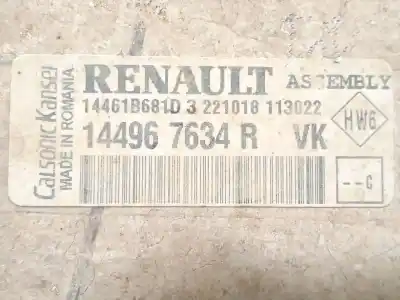 Calsonic Kansei
MADE IN ROMANIA
RENAULT ASSEMBLY
14461B681D 3 221018 113022
14496 7634 R VK
HW6
--C